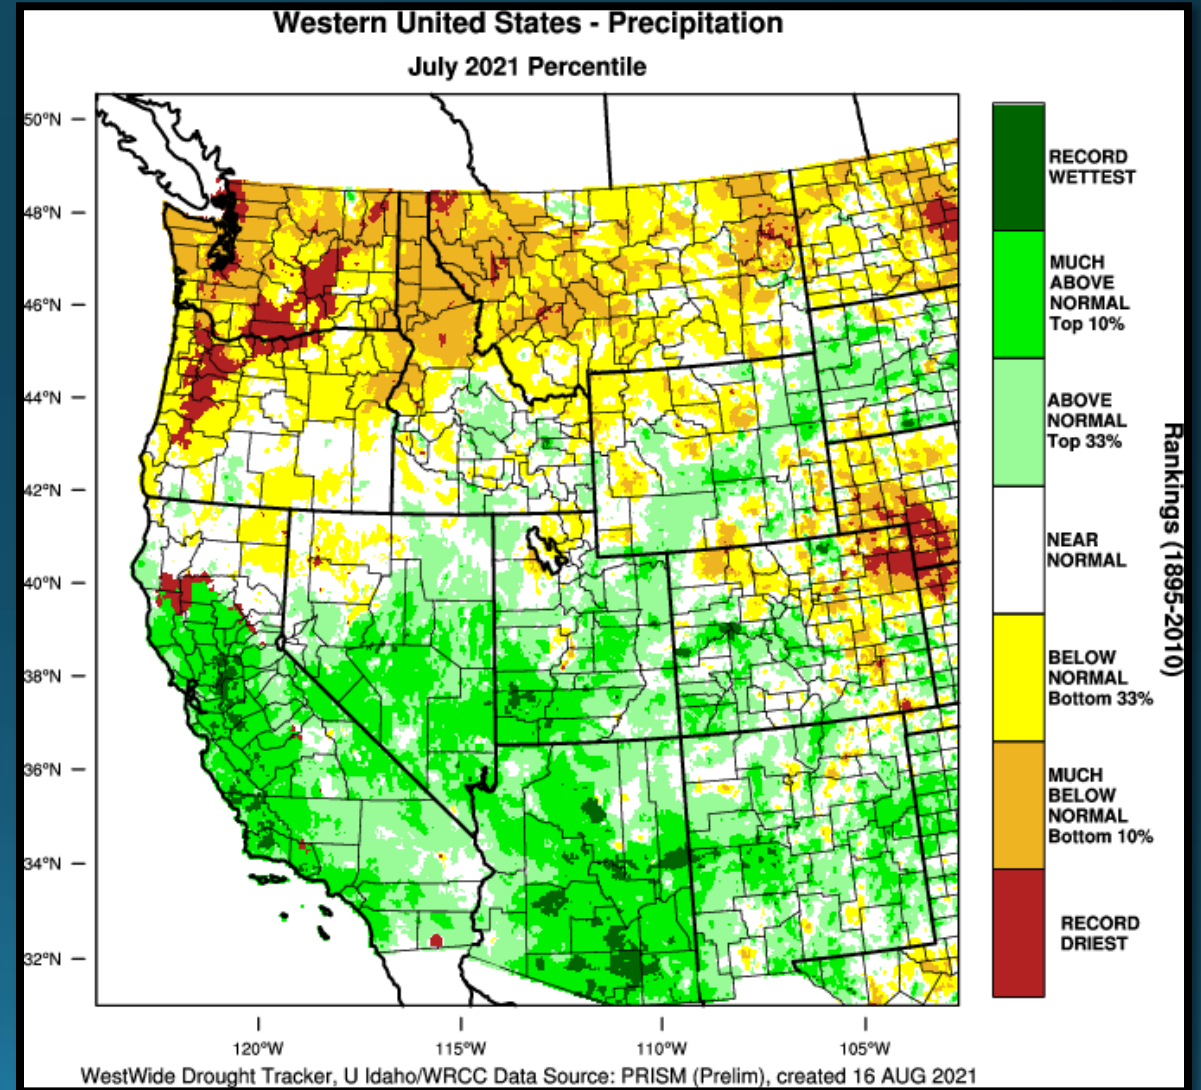 Western United States - Precipitation
July 2021 Percentile
50°N
48°N
46°N
44°N
42°N
40°N
38°N
36°N
34°N
32°N
120°W
115°W
110°W
105°W
RECORD
WETTEST
MUCH
ABOVE
NORMAL
Top 10%
ABOVE
NORMAL
Top 33%
NEAR
NORMAL
BELOW
NORMAL
Bottom 33%
MUCH
BELOW
NORMAL
Bottom 10%
RECORD
DRIEST
Rankings (1895-2010)
WestWide Drought Tracker, U Idaho/WRCC Data Source: PRISM (Prelim), created 16 AUG 2021